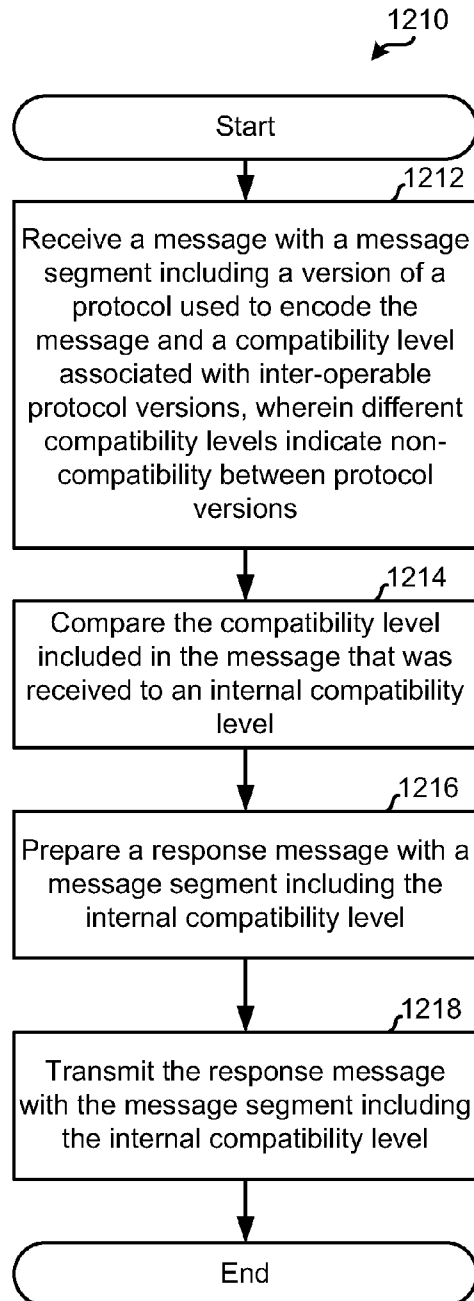 1210
Start
1212
Receive a message with a message
segment including a version of a
protocol used to encode the
message and a compatibility level
associated with inter-operable
protocol versions, wherein different
compatibility levels indicate non-
compatibility between protocol
versions
1214
Compare the compatibility level
included in the message that was
received to an internal compatibility
level
1216
Prepare a response message with a
message segment including the
internal compatibility level
1218
Transmit the response message
with the message segment including
the internal compatibility level
End